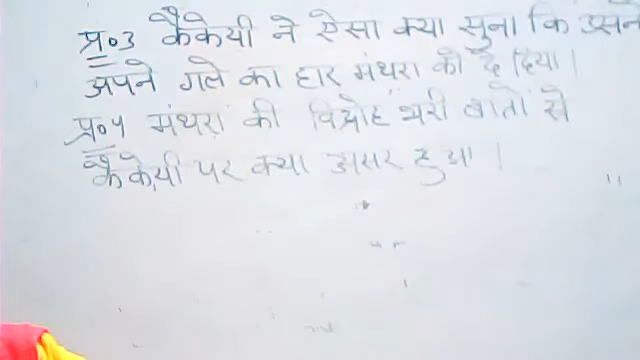 प्र०3 कैकेयी ने ऐसा क्या सुना कि उसने
अपने गले का हार मंथरा को दे दिया।
प्र०4 मंथरा की विद्रोह भरी बातों से
कैकेयी पर क्या असर हुआ।